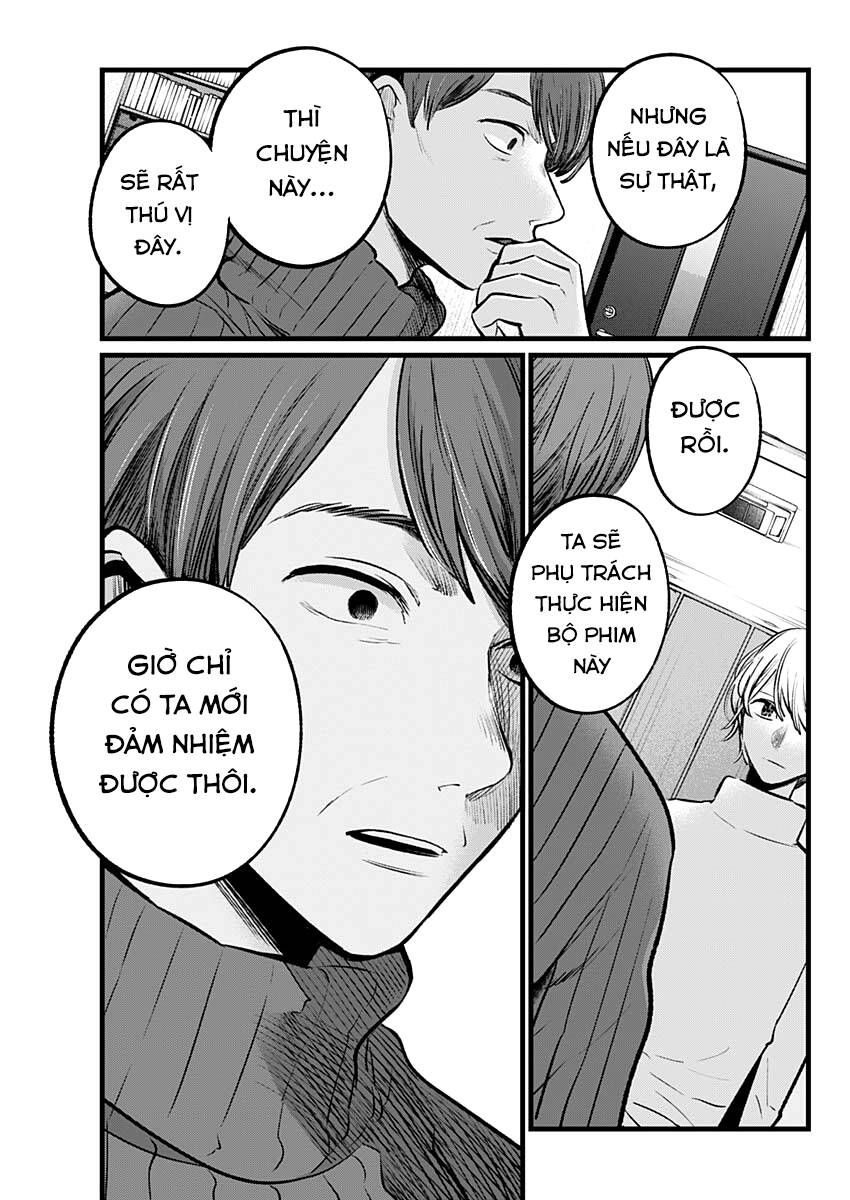 NHƯNG
NẾU ĐÂY LÀ
SỰ THẬT,
THÌ
CHUYỆN
NÀY...
SẼ RẤT
THÚ VỊ
ĐÂY.
ĐƯỢC
RỒI.
TA SẼ
PHỤ TRÁCH
THỰC HIỆN
BỘ PHIM
NÀY
GIỜ CHỈ
CÓ TA MỚI
ĐẢM NHIỆM
ĐƯỢC THÔI.